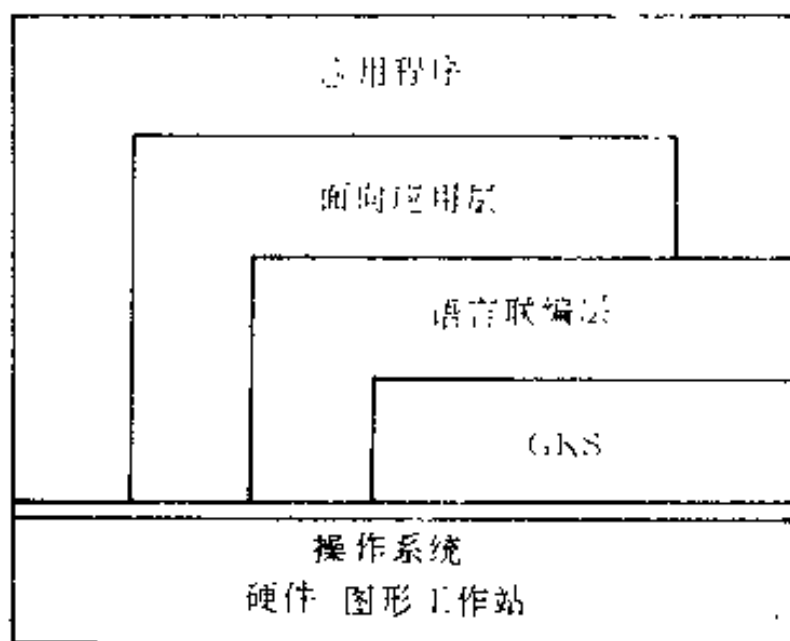 应用程序
面向应用层
语言联编层
GKS
操作系统
硬件 图形工作站